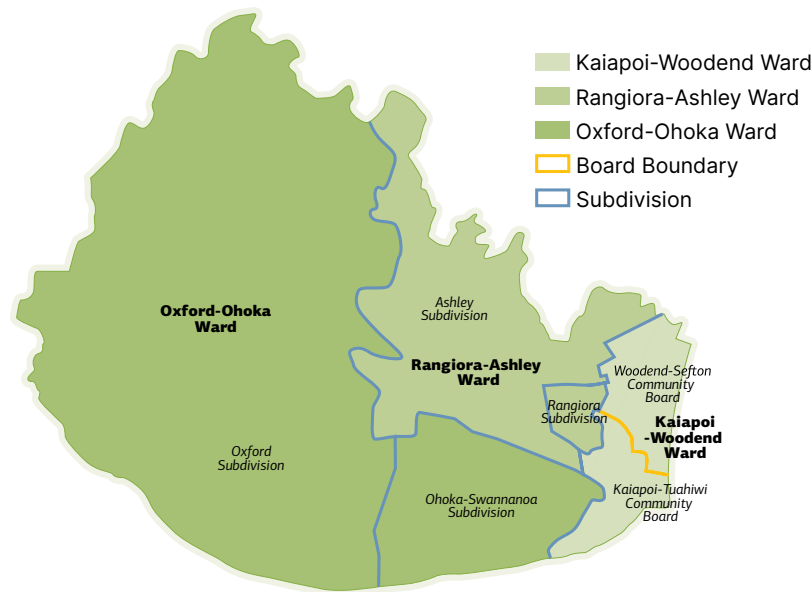 Kaiapoi-Woodend Ward
Rangiora-Ashley Ward
Oxford-Ohoka Ward
Board Boundary
Subdivision
Ashley
Subdivision
Oxford-Ohoka
Ward
Rangiora-Ashley
Ward
Woodend-Sefton
Community
Board
Rangiora
Subdivision
Kaiapoi
-Woodend
Ward
Oxford
Subdivision
Ohoka-Swannanoa
Subdivision
Kaiapoi-Tuahiwi
Community
Board